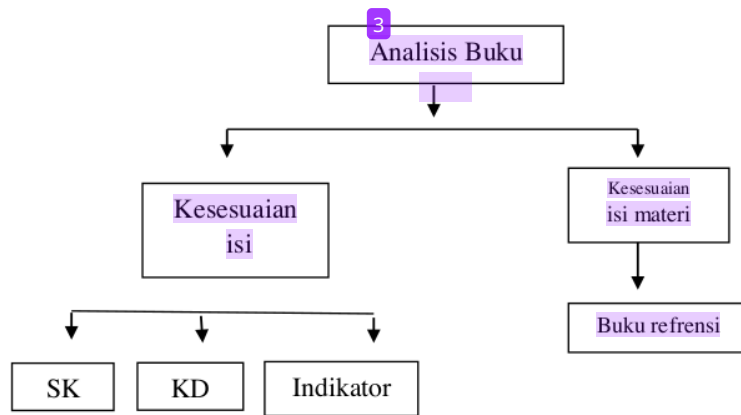 3
Analisis Buku
Kesesuaian
isi
Kesesuaian
isi materi
Buku refrensi
SK
KD
Indikator